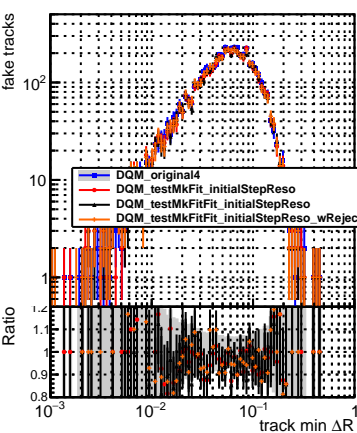 fake tracks
10²
10
1
DQM_original4
DQM_testMkFit_initialStepReso
DQM_testMkFitFit_initialStepReso
DQM_testMkFitFit_initialStepReso_wRejec
Ratio
1.2
1.1
1
0.9
0.8
10⁻³ 10⁻² 10⁻¹ 1
track min ΔR